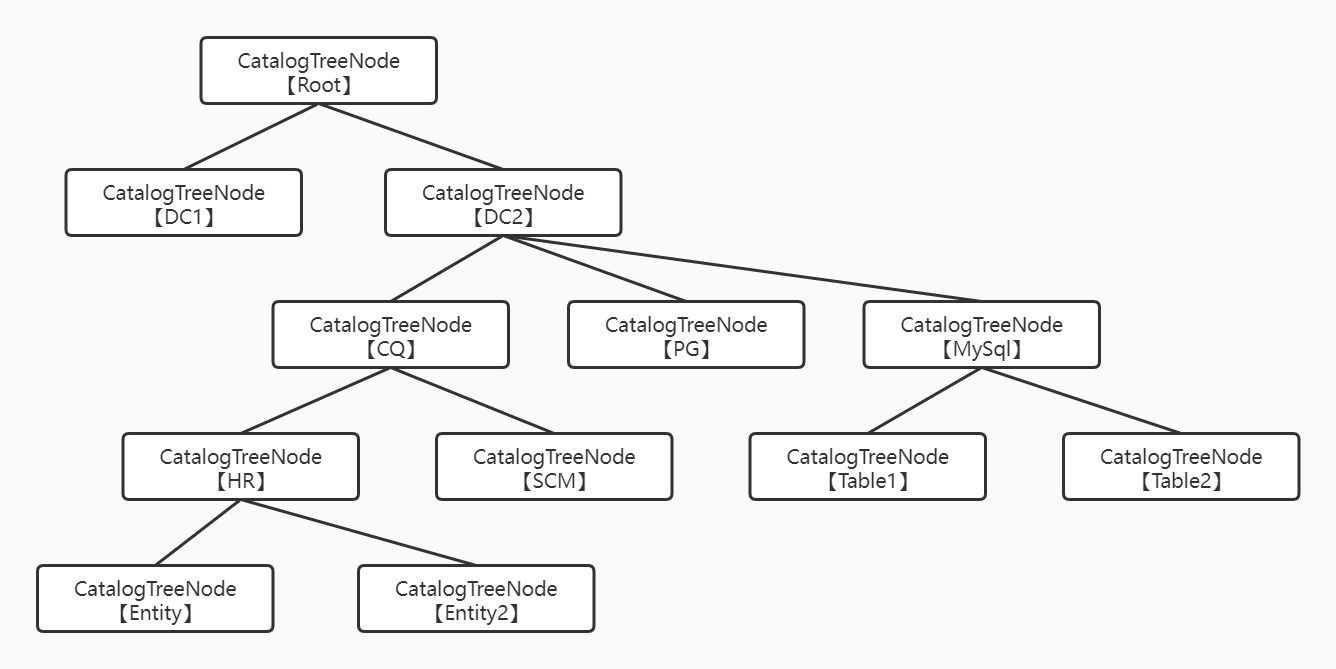 CatalogTreeNode
【Root】
CatalogTreeNode
【DC1】
CatalogTreeNode
【DC2】
CatalogTreeNode
【CQ】
CatalogTreeNode
【PG】
CatalogTreeNode
【MySql】
CatalogTreeNode
【HR】
CatalogTreeNode
【SCM】
CatalogTreeNode
【Table1】
CatalogTreeNode
【Table2】
CatalogTreeNode
【Entity】
CatalogTreeNode
【Entity2】